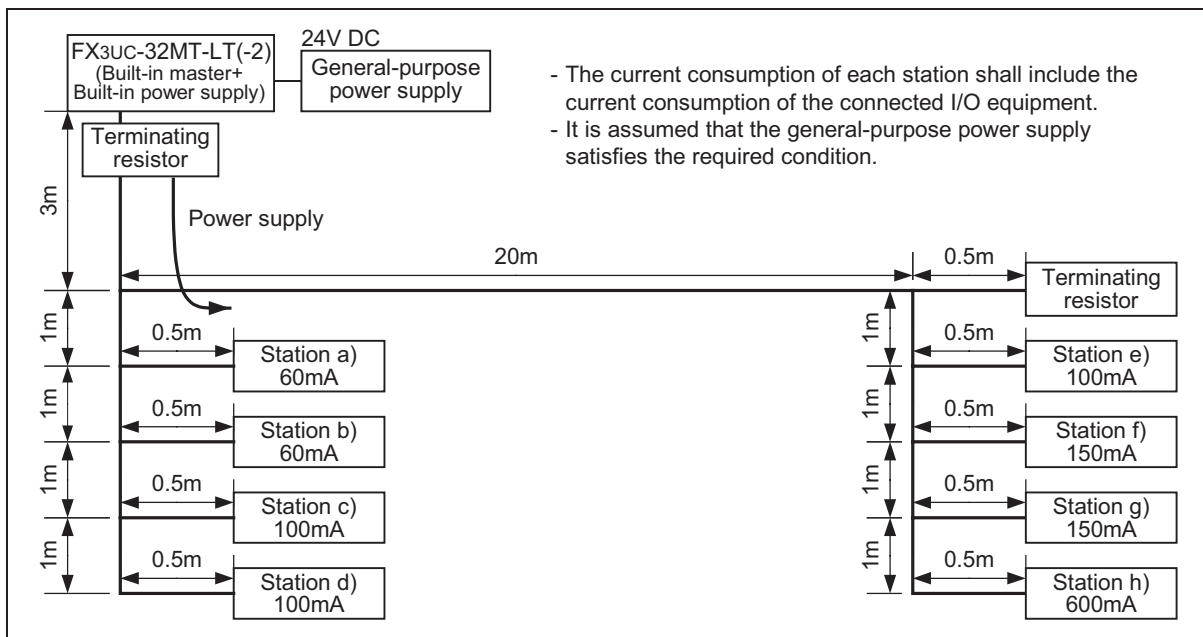 FX3UC-32MT-LT(-2)
(Built-in master+
Built-in power supply)
24V DC
General-purpose
power supply
- The current consumption of each station shall include the
current consumption of the connected I/O equipment.
- It is assumed that the general-purpose power supply
satisfies the required condition.
Terminating
resistor
3m
Power supply
20m
0.5m
Terminating
resistor
1m
0.5m
Station a)
60mA
1m
0.5m
Station b)
60mA
1m
0.5m
Station c)
100mA
1m
0.5m
Station d)
100mA
1m
0.5m
Station e)
100mA
1m
0.5m
Station f)
150mA
1m
0.5m
Station g)
150mA
1m
0.5m
Station h)
600mA